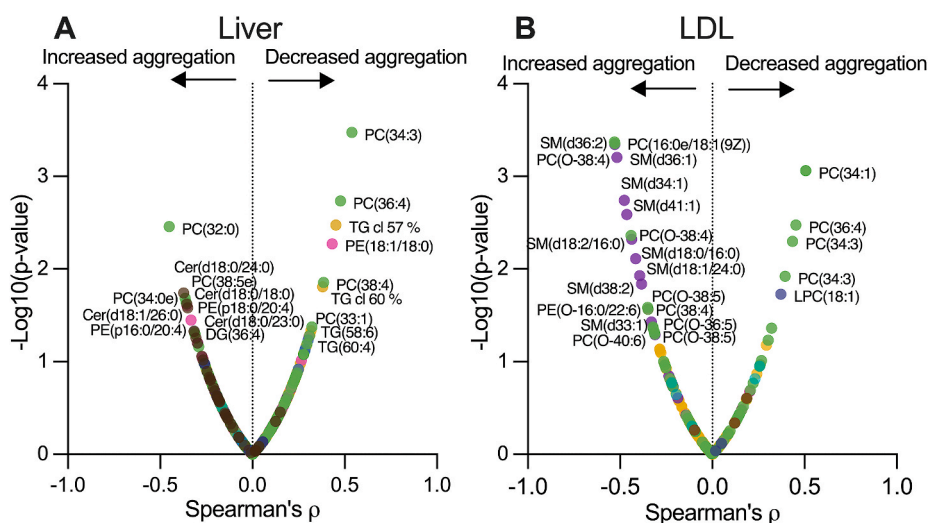 A
Liver
Increased aggregation
Decreased aggregation
4
3
2
1
0
-Log10(p-value)
PC(34:3)
PC(36:4)
PC(32:0)
TG cl 57 %
PE(18:1/18:0)
Cer(d18:0/24:0)
PC(38:5e)
PC(38:4)
PC(34:0e)
Cer(d18:0/18:0)
TG cl 60 %
Cer(d18:1/26:0)
PE(p18:0/20:4)
PC(33:1)
PE(p16:0/20:4)
Cer(d18:0/23:0)
TG(58:6)
DG(36:4)
TG(60:4)
-1.0
-0.5
0.0
0.5
1.0
Spearman's ρ
B
LDL
Increased aggregation
Decreased aggregation
4
3
2
1
0
-Log10(p-value)
SM(d36:2)
PC(16:0e/18:1(9Z))
PC(O-38:4)
SM(d36:1)
PC(34:1)
SM(d34:1)
SM(d41:1)
PC(36:4)
PC(O-38:4)
PC(34:3)
SM(d18:2/16:0)
SM(d18:0/16:0)
SM(d18:1/24:0)
PC(34:3)
SM(d38:2)
PC(O-38:5)
LPC(18:1)
PE(O-16:0/22:6)
PC(38:4)
SM(d33:1)
PC(O-36:5)
PC(O-40:6)
PC(O-38:5)
-1.0
-0.5
0.0
0.5
1.0
Spearman's ρ